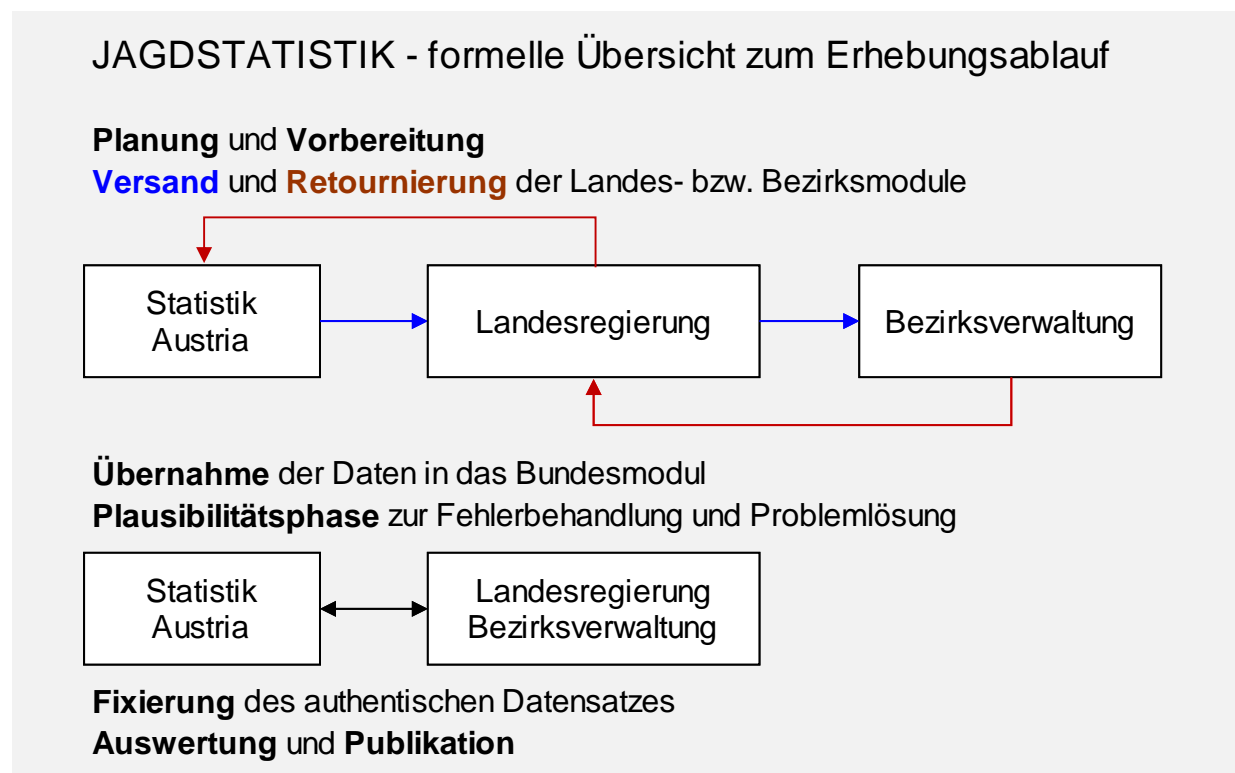 JAGDSTATISTIK - formelle Übersicht zum Erhebungsablauf
Planung und Vorbereitung
Versand und Retournierung der Landes- bzw. Bezirksmodule
Statistik
Austria
Landesregierung
Bezirksverwaltung
Übernahme der Daten in das Bundesmodul
Plausibilitätsphase zur Fehlerbehandlung und Problemlösung
Statistik
Austria
Landesregierung
Bezirksverwaltung
Fixierung des authentischen Datensatzes
Auswertung und Publikation